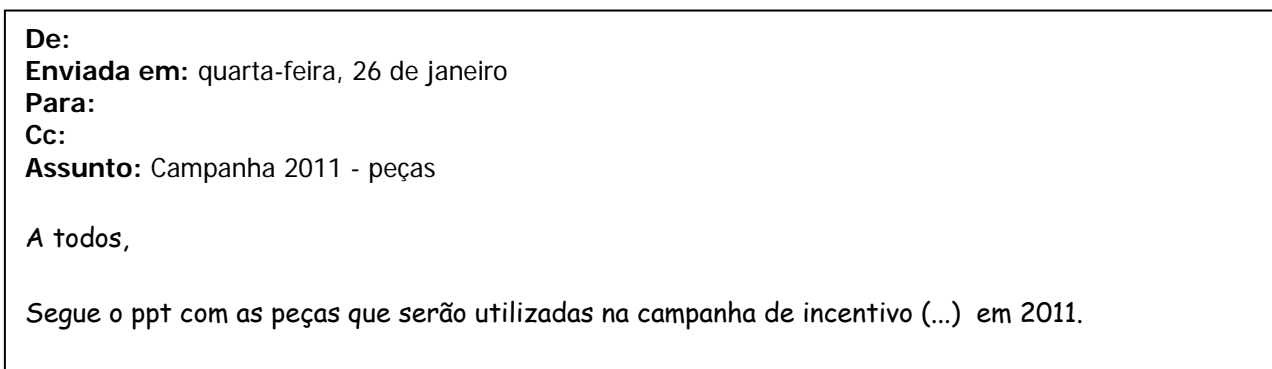 De:
Enviada em: quarta-feira, 26 de janeiro
Para:
Cc:
Assunto: Campanha 2011 - peças
A todos,
Segue o ppt com as peças que serão utilizadas na campanha de incentivo (...) em 2011.